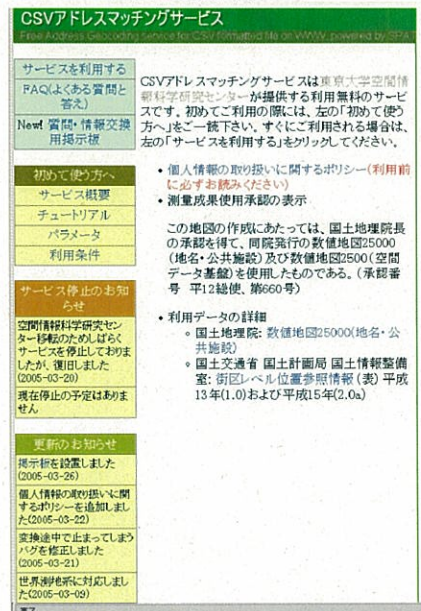 CSVアドレスマッチングサービス
Free Address Geocoding service for CSV formatted file on WWW, powered by SPAT
サービスを利用する
FAQ(よくある質問と
答え)
New! 質問・情報交換
用掲示板
初めて使う方へ
サービス概要
チュートリアル
パラメータ
利用条件
サービス停止のお知
らせ
空間情報科学研究セン
ター移転のためしばらく
サービスを停止しておりま
したが、復旧しました
(2005-03-20)
現在停止の予定はありま
せん
更新のお知らせ
掲示板を設置しました
(2005-03-26)
個人情報の取り扱いに関
するポリシーを追加しまし
た(2005-03-22)
変換途中で止まってしまう
バグを修正しました
(2005-03-21)
世界測地系に対応しまし
た(2005-03-09)
CSVアドレスマッチングサービスは東京大学空間情
報科学研究センターが提供する利用無料のサービ
スです。初めてご利用の際には、左の「初めて使う
方へ」をご一読下さい。すぐにご利用される場合は、
左の「サービスを利用する」をクリックしてください。
• 個人情報の取り扱いに関するポリシー(利用前
に必ずお読みください)
• 測量成果使用承認の表示
この地図の作成にあたっては、国土地理院長
の承認を得て、同院発行の数値地図25000
(地名・公共施設)及び数値地図2500(空間
データ基盤)を使用したものである。(承認番
号 平12総使、第660号)
• 利用データの詳細
◦ 国土地理院: 数値地図25000(地名・公
共施設)
◦ 国土交通省 国土計画局 国土情報整備
室: 街区レベル位置参照情報 (表) 平成
13年(1.0)および平成15年(2.0a)
完了